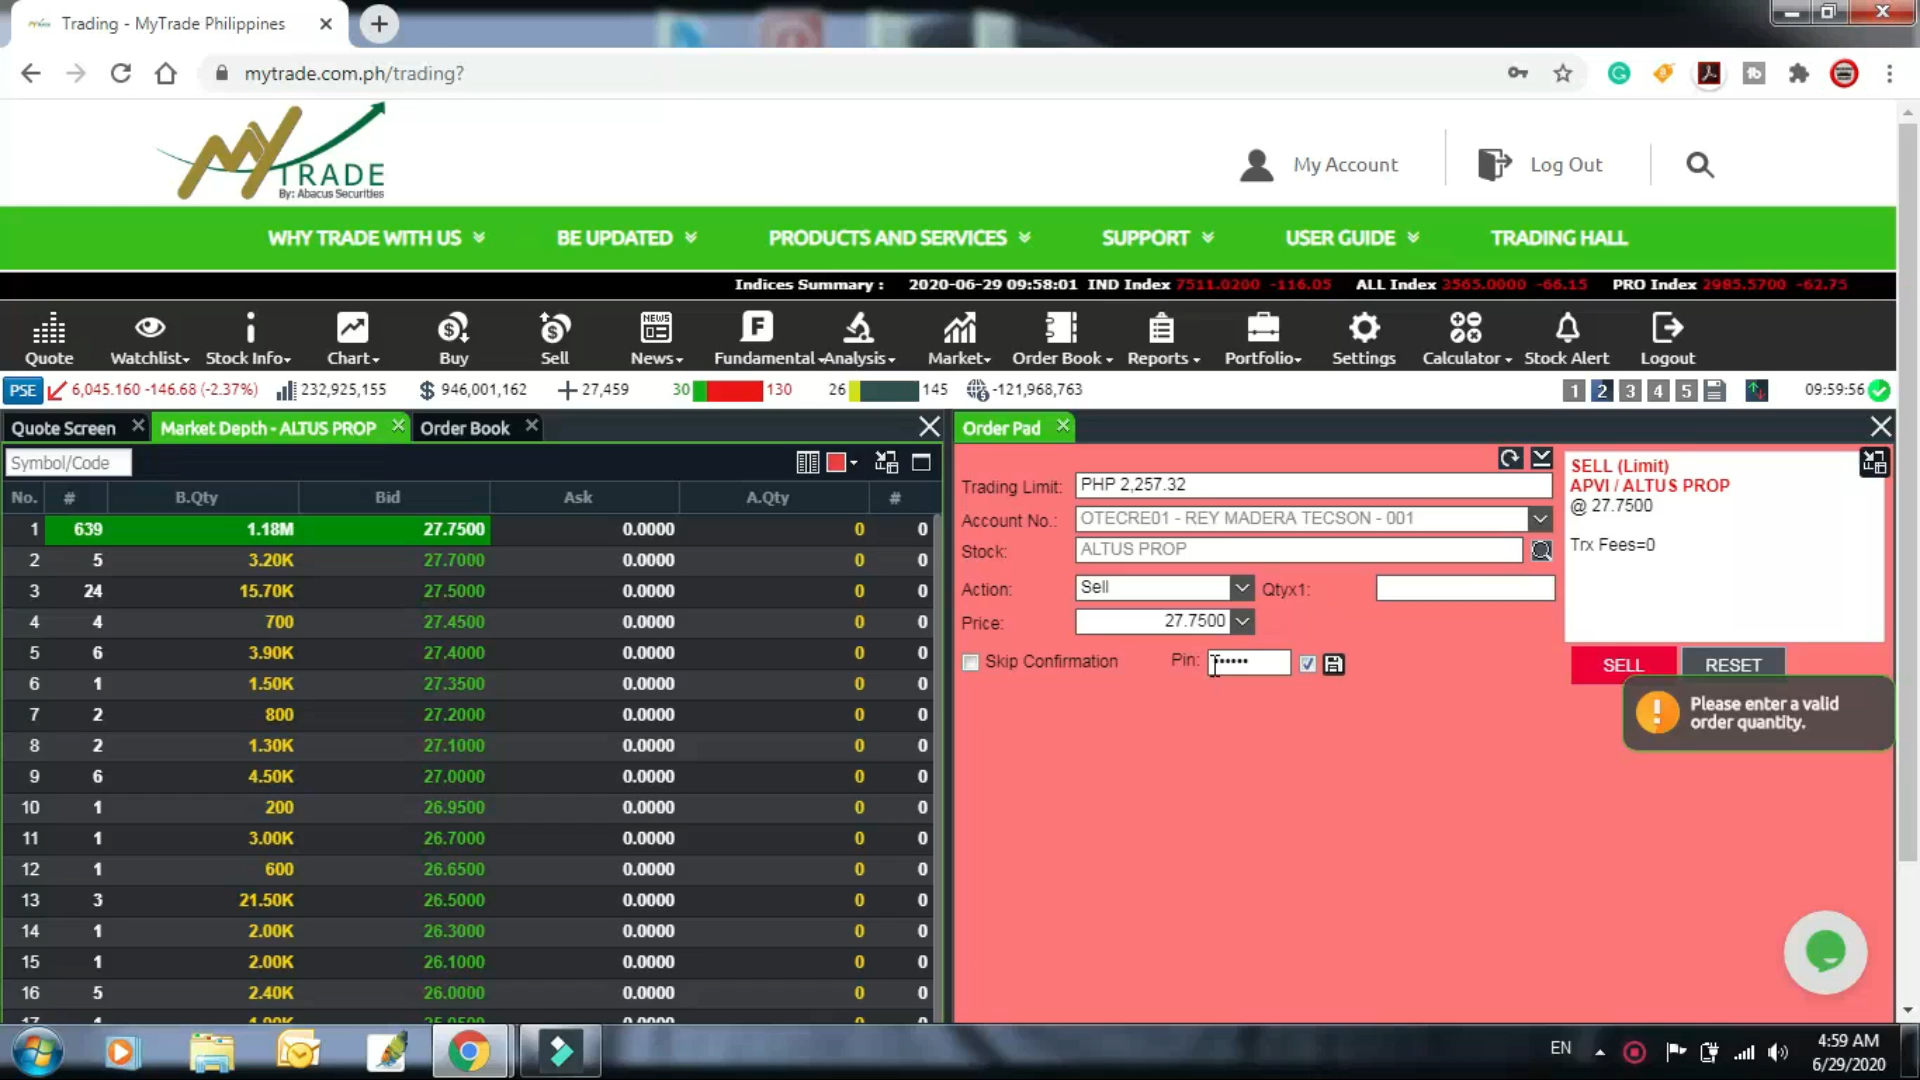 Trading - MyTrade Philippines
mytrade.com.ph/trading?
MYTRADE
By: Abacus Securities
My Account
Log Out
WHY TRADE WITH US
BE UPDATED
PRODUCTS AND SERVICES
SUPPORT
USER GUIDE
TRADING HALL
Indices Summary : 2020-06-29 09:58:01 IND Index 7511.0200 -116.05 ALL Index 3565.0000 -66.15 PRO Index 2985.5700 -62.75
NEWS F
Quote Watchlist Stock Info Chart Buy Sell News Fundamental Analysis Market Order Book Reports Portfolio Settings Calculator Stock Alert Logout
PSE 6,045.160 -146.68 (-2.37%) 232,925,155 $ 946,001,162 27,459 30 130 26 145 -121,968,763 1 2 3 4 5 09:59:56
Quote Screen Market Depth - ALTUS PROP Order Book
Symbol/Code
No. # B.Qty Bid Ask A.Qty #
1 639 1.18M 27.7500 0.0000 0 0
2 5 3.20K 27.7000 0.0000 0 0
3 24 15.70K 27.5000 0.0000 0 0
4 4 700 27.4500 0.0000 0 0
5 6 3.90K 27.4000 0.0000 0 0
6 1 1.50K 27.3500 0.0000 0 0
7 2 800 27.2000 0.0000 0 0
8 2 1.30K 27.1000 0.0000 0 0
9 6 4.50K 27.0000 0.0000 0 0
10 1 200 26.9500 0.0000 0 0
11 1 3.00K 26.7000 0.0000 0 0
12 1 600 26.6500 0.0000 0 0
13 3 21.50K 26.5000 0.0000 0 0
14 1 2.00K 26.3000 0.0000 0 0
15 1 2.00K 26.1000 0.0000 0 0
16 5 2.40K 26.0000 0.0000 0 0
Order Pad
Trading Limit: PHP 2,257.32
Account No.: OTECRE01 - REY MADERA TECSON - 001
Stock: ALTUS PROP
Action: Sell Qtyx1:
Price: 27.7500
Skip Confirmation Pin: ••••••
SELL (Limit)
APVI / ALTUS PROP
@ 27.7500
Trx Fees=0
SELL RESET
Please enter a valid
order quantity.
EN
4:59 AM
6/29/2020